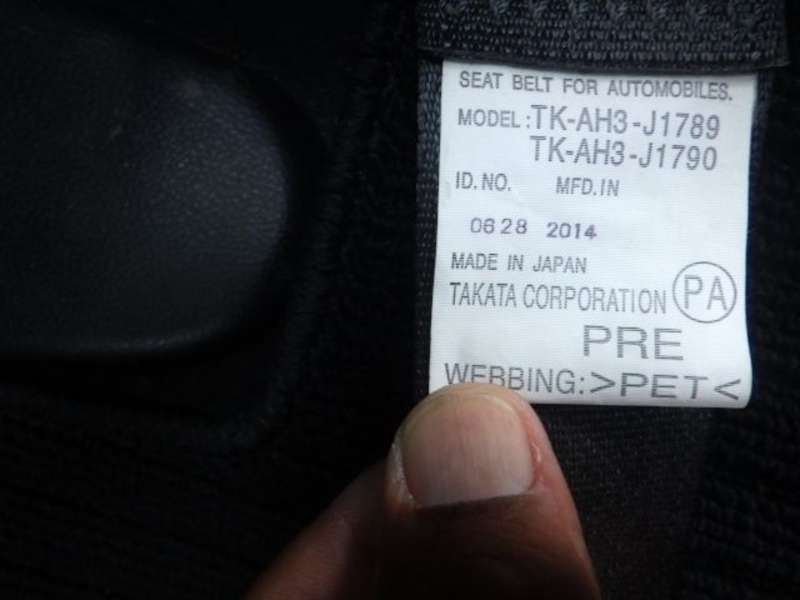 SEAT BELT FOR AUTOMOBILES.
MODEL: TK-AH3-J1789
TK-AH3-J1790
ID.NO. MFD.IN
0628 2014
MADE IN JAPAN
TAKATA CORPORATION PA
PRE
WEBBING:>PET<